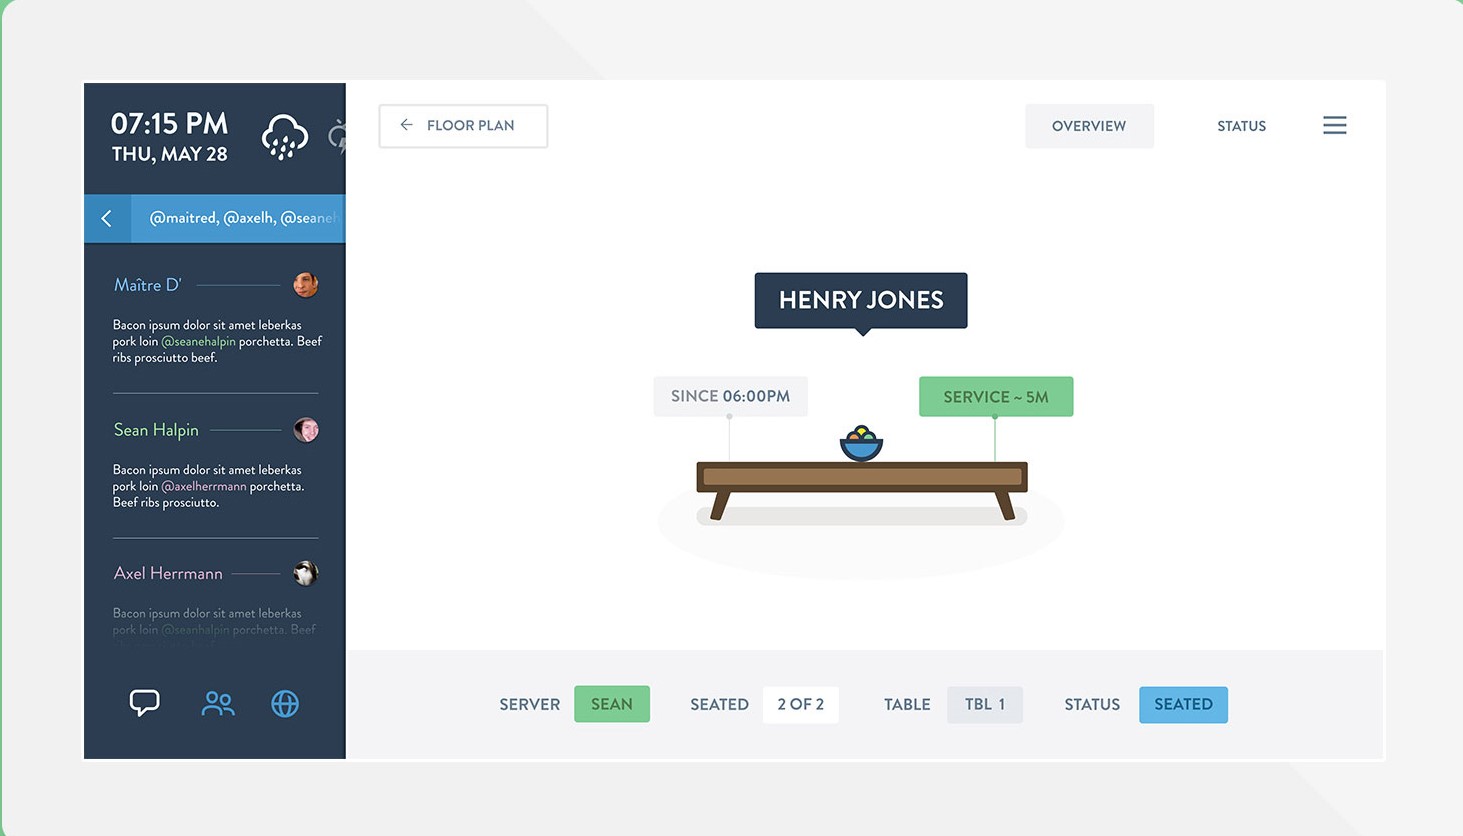 07:15 PM
THU, MAY 28
@maitred, @axelh, @seaneh
Maître D'
Bacon ipsum dolor sit amet leberkas
pork loin @seanehalpin porchetta. Beef
ribs prosciutto beef.
Sean Halpin
Bacon ipsum dolor sit amet leberkas
pork loin @axelherrmann porchetta.
Beef ribs prosciutto.
Axel Herrmann
Bacon ipsum dolor sit amet leberkas
pork loin @seanhalpin porchetta. Beef
FLOOR PLAN
OVERVIEW
STATUS
HENRY JONES
SINCE 06:00PM
SERVICE ~ 5M
SERVER SEAN SEATED 2 OF 2 TABLE TBL 1 STATUS SEATED